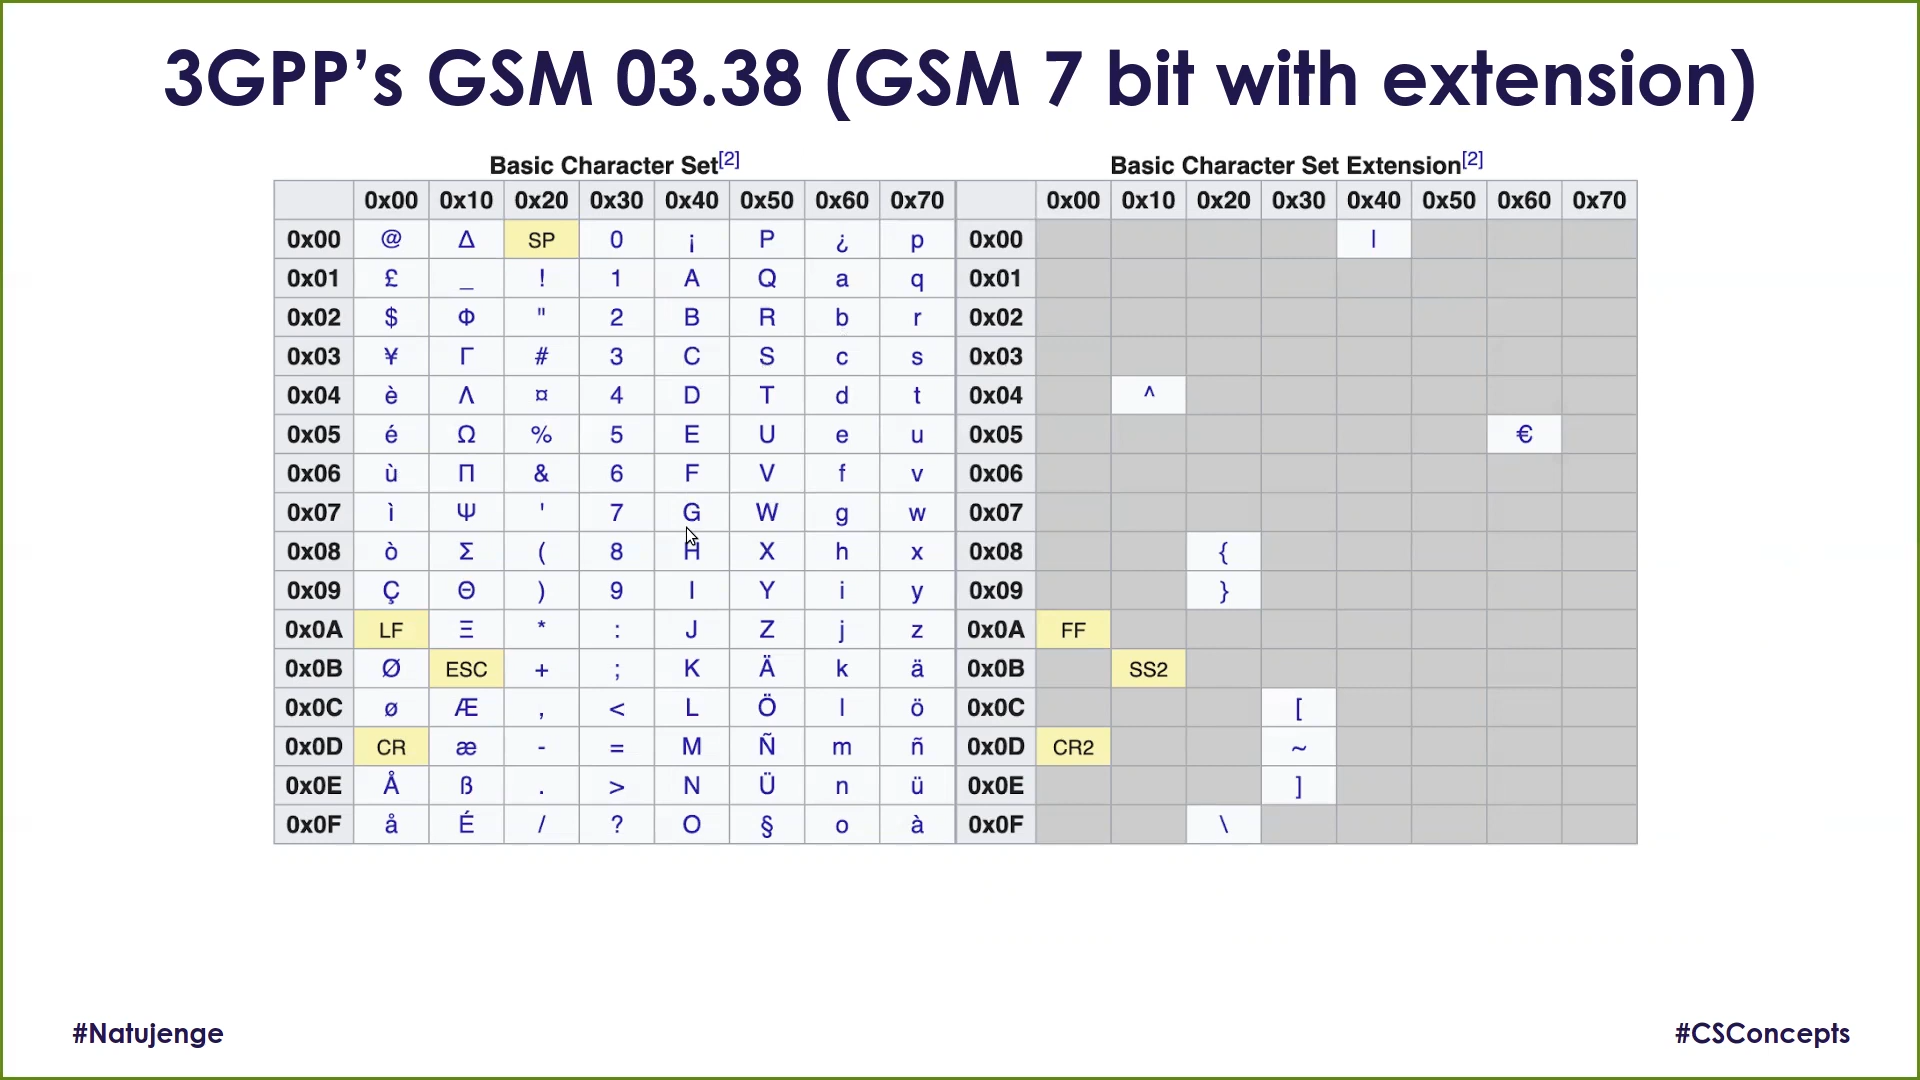 3GPP’s GSM 03.38 (GSM 7 bit with extension)
Basic Character Set[2] Basic Character Set Extension[2]
0x00 0x10 0x20 0x30 0x40 0x50 0x60 0x70 0x00 0x10 0x20 0x30 0x40 0x50 0x60 0x70
0x00 @ Δ SP 0 ¡ P ¿ p 0x00 |
0x01 £ _ ! 1 A Q a q 0x01
0x02 $ Φ " 2 B R b r 0x02
0x03 ¥ Γ # 3 C S c s 0x03
0x04 è Λ ¤ 4 D T d t 0x04 ^
0x05 é Ω % 5 E U e u 0x05 €
0x06 ù Π & 6 F V f v 0x06
0x07 ì Ψ ' 7 G W g w 0x07
0x08 ò Σ ( 8 H X h x 0x08 {
0x09 Ç Θ ) 9 I Y i y 0x09 }
0x0A LF Ξ * : J Z j z 0x0A FF
0x0B Ø ESC + ; K Ä k ä 0x0B SS2
0x0C ø Æ , < L Ö l ö 0x0C [
0x0D CR æ - = M Ñ m ñ 0x0D CR2 ~
0x0E Å ß . > N Ü n ü 0x0E ]
0x0F å É / ? O § o à 0x0F \
#Natujenge #CSConcepts